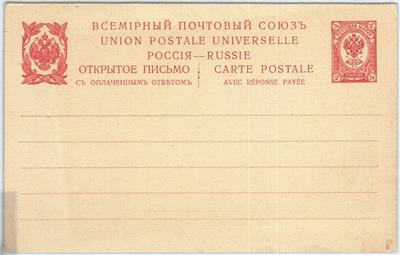 ВСЕМІРНЫЙ ПОЧТОВЫЙ СОЮЗЪ
UNION POSTALE UNIVERSELLE
РОССІЯ—RUSSIE
ОТКРЫТОЕ ПИСЬМО
CARTE POSTALE
СЪ ОПЛАЧЕННЫМЪ ОТВѢТОМЪ
AVEC RÉPONSE PAYÉE